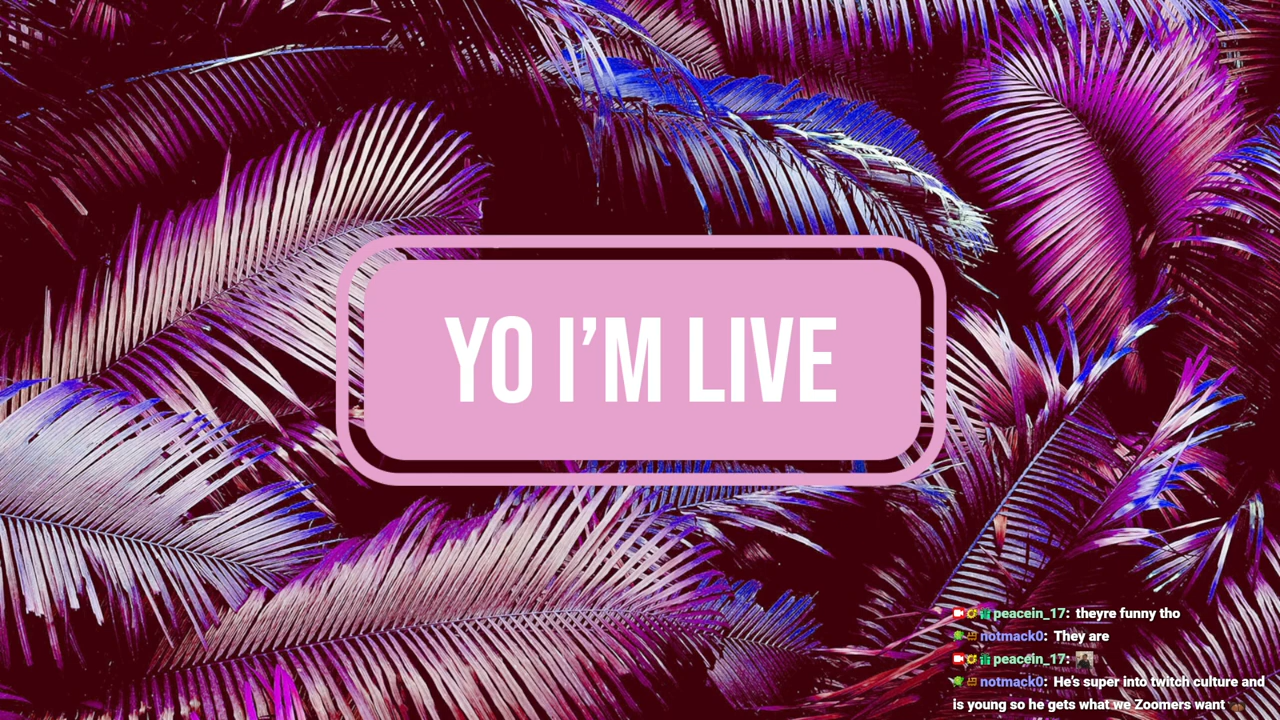 YO I’M LIVE
peacein_17: theyre funny tho
notmack0: They are
peacein_17:
notmack0: He's super into twitch culture and
is young so he gets what we Zoomers want